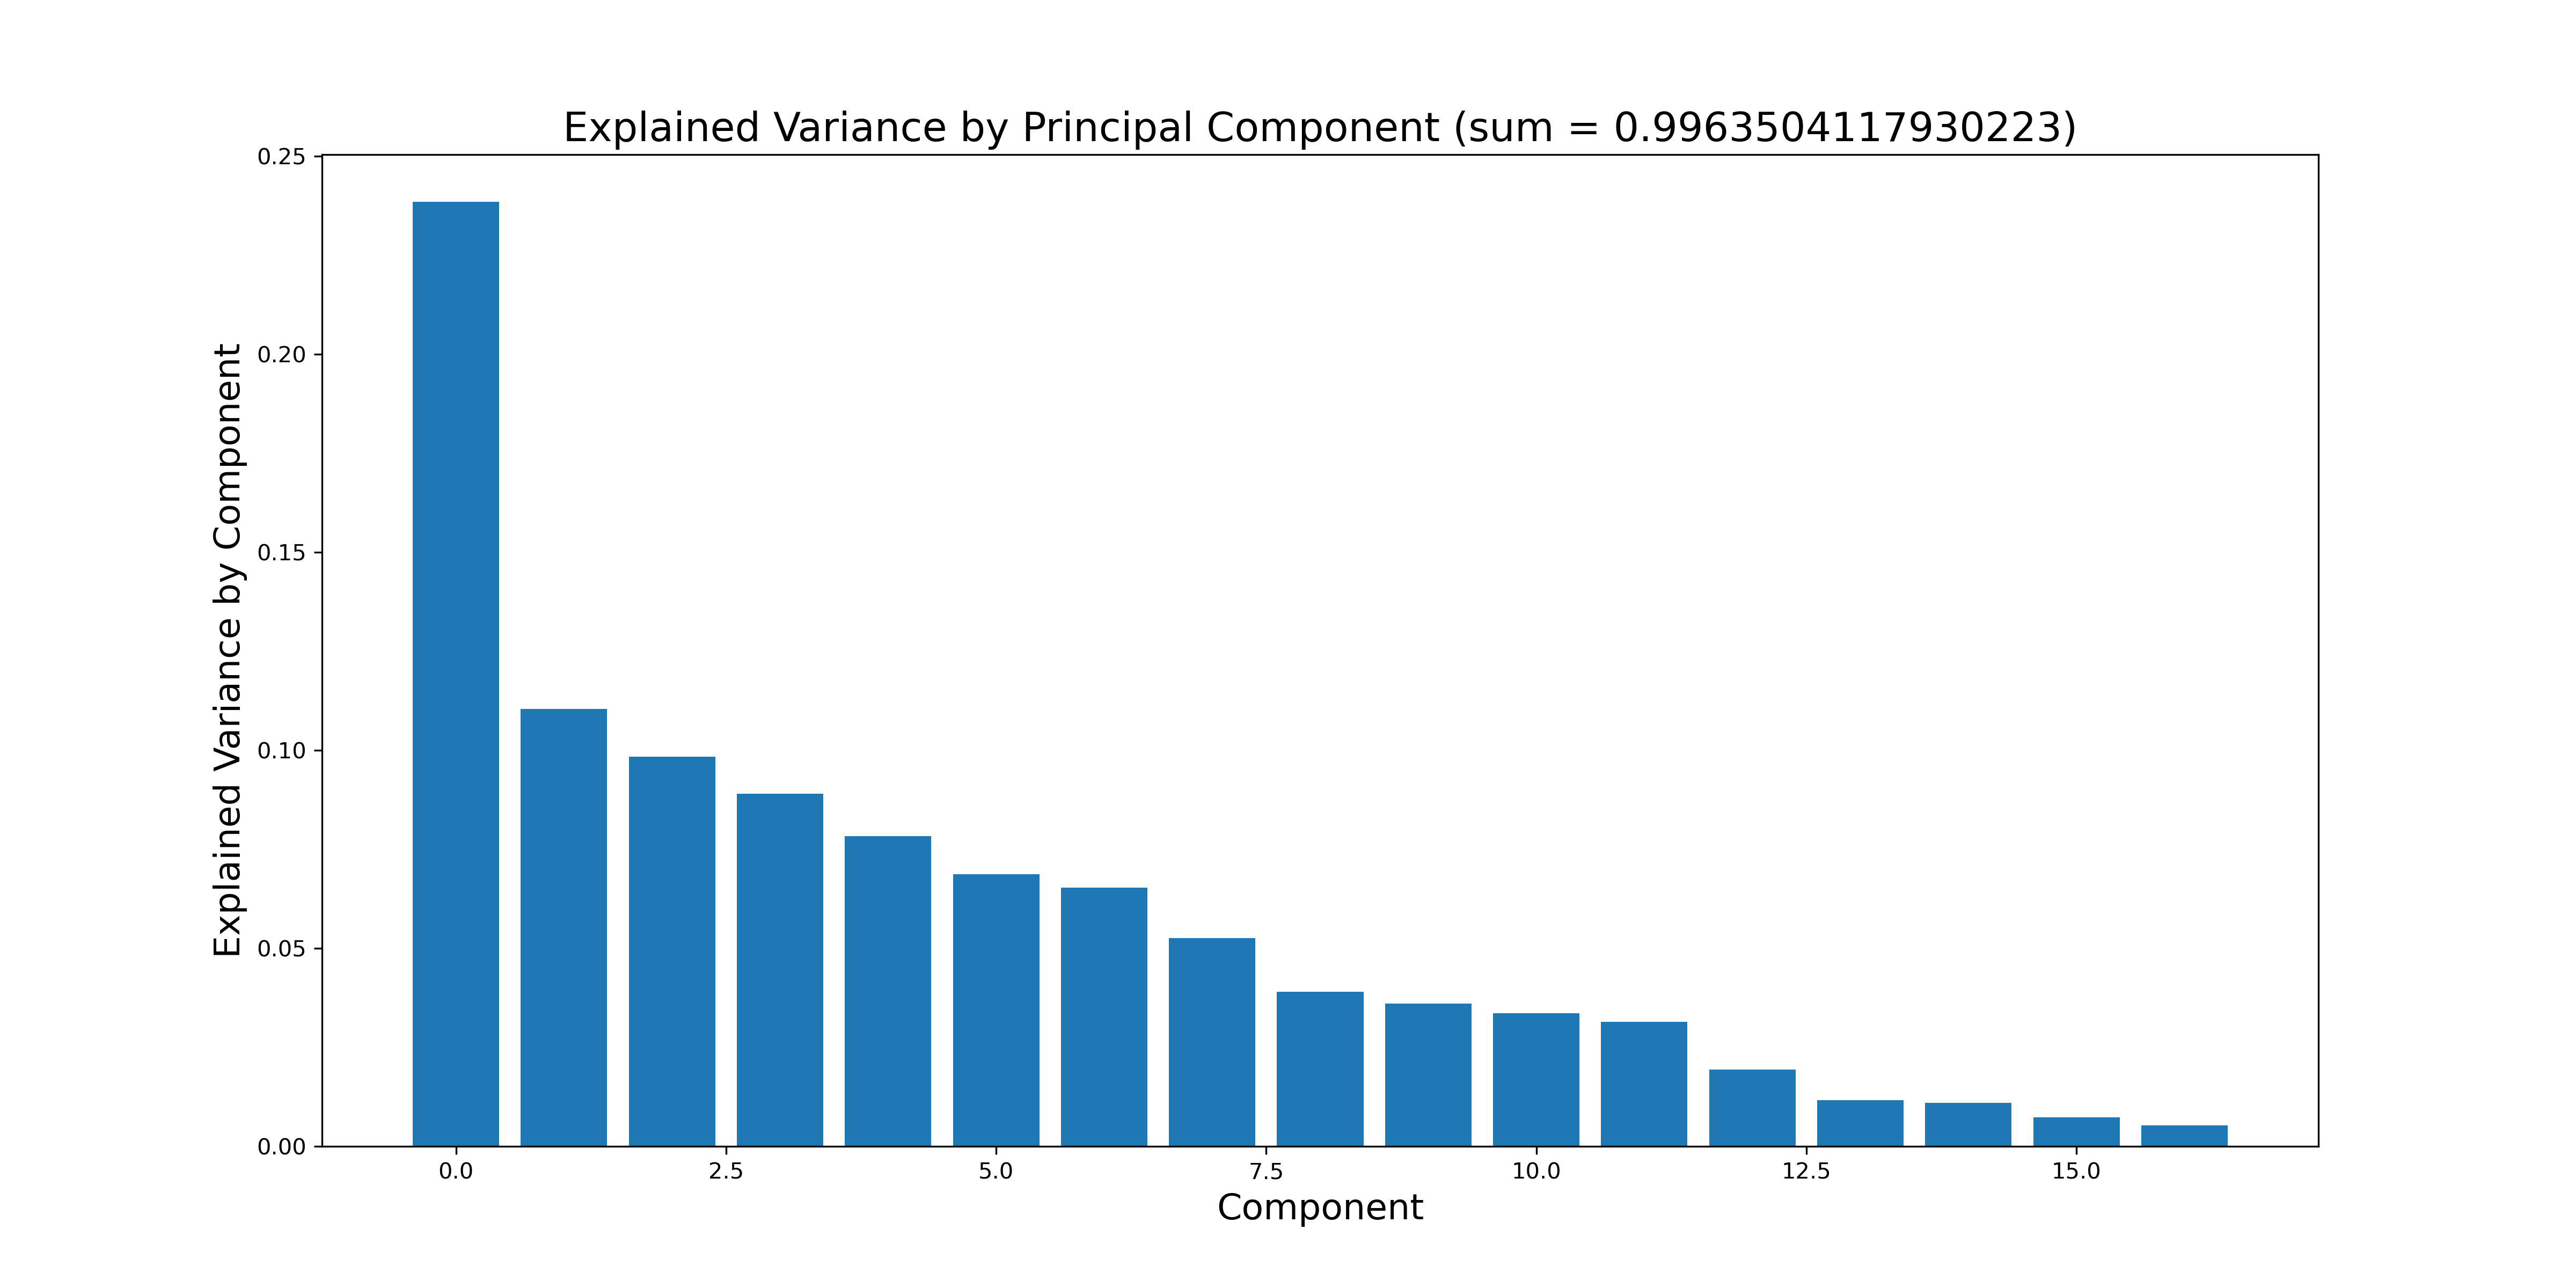 Explained Variance by Principal Component (sum = 0.9963504117930223)
Explained Variance by Component
0.25
0.20
0.15
0.10
0.05
0.00
0.0 2.5 5.0 7.5 10.0 12.5 15.0
Component